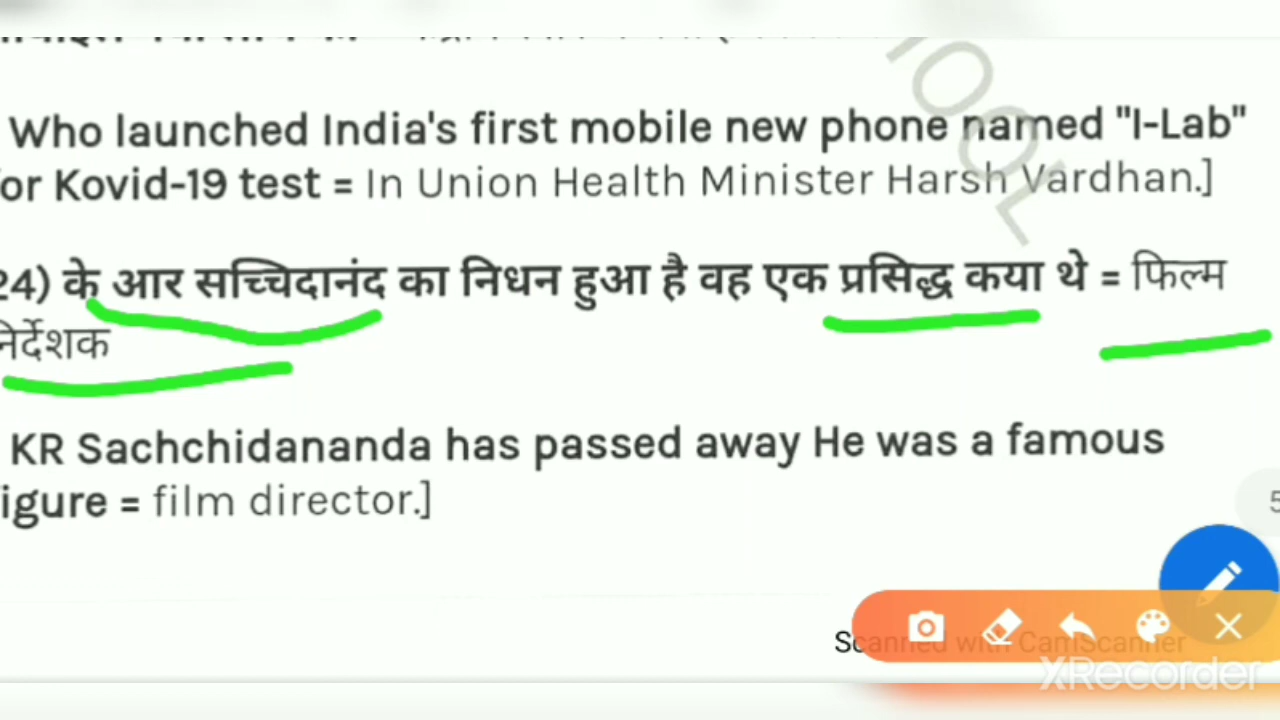 Who launched India's first mobile new phone named "I-Lab"
or Kovid-19 test = In Union Health Minister Harsh Vardhan.]
24) के आर सच्चिदानंद का निधन हुआ है वह एक प्रसिद्ध कया थे = फिल्म
निर्देशक
KR Sachchidananda has passed away He was a famous
igure = film director.]
5
Scanned with CamScanner
XRecorder